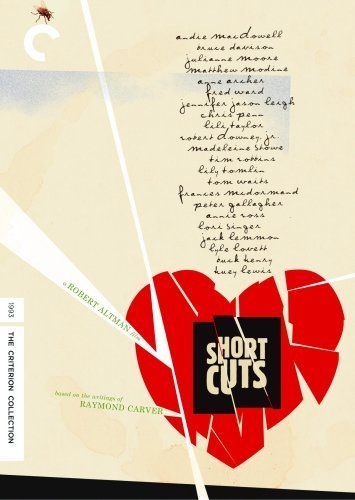 andie macdowell
bruce davison
julianne moore
matthew modine
anne archer
fred ward
jennifer jason leigh
chris penn
lili taylor
robert downey, jr.
madeleine stowe
tim robbins
lily tomlin
tom waits
frances mcdormand
peter gallagher
annie ross
lori singer
jack lemmon
lyle lovett
buck henry
huey lewis
a ROBERT ALTMAN film
SHORT
CUTS
based on the writings of
RAYMOND CARVER
1993
THE CRITERION COLLECTION